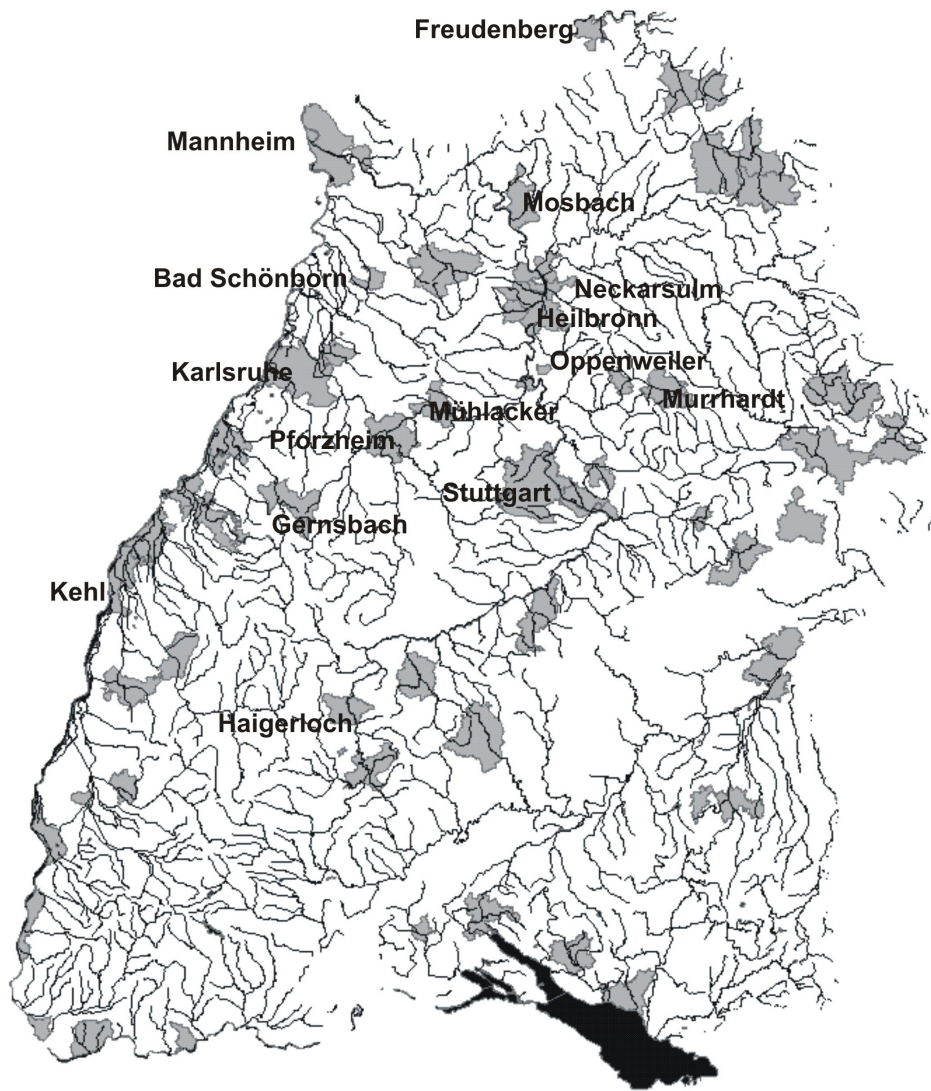 Freudenberg
Mannheim
Mosbach
Bad Schönborn
Neckarsulm
Heilbronn
Oppenweiler
Karlsruhe
Murrhardt
Mühlacker
Pforzheim
Stuttgart
Gernsbach
Kehl
Haigerloch